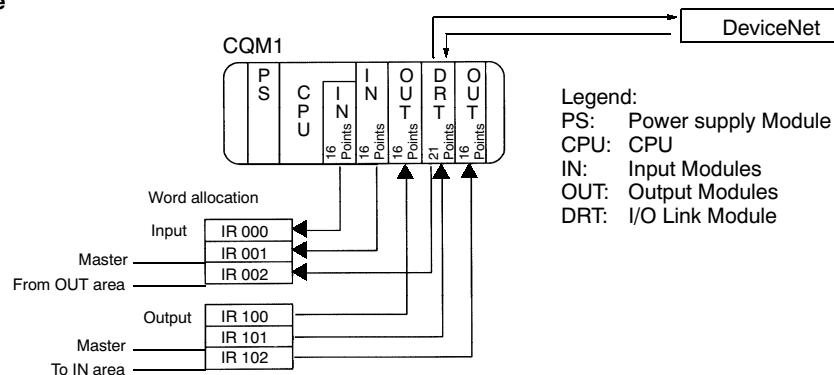 e
DeviceNet
CQM1
PS
CPU
IN
16 Points
IN
16 Points
OUT
16 Points
DRT
21 Points
OUT
16 Points
Legend:
PS: Power supply Module
CPU: CPU
IN: Input Modules
OUT: Output Modules
DRT: I/O Link Module
Word allocation
Input
IR 000
IR 001
IR 002
Master
From OUT area
Output
IR 100
IR 101
IR 102
Master
To IN area